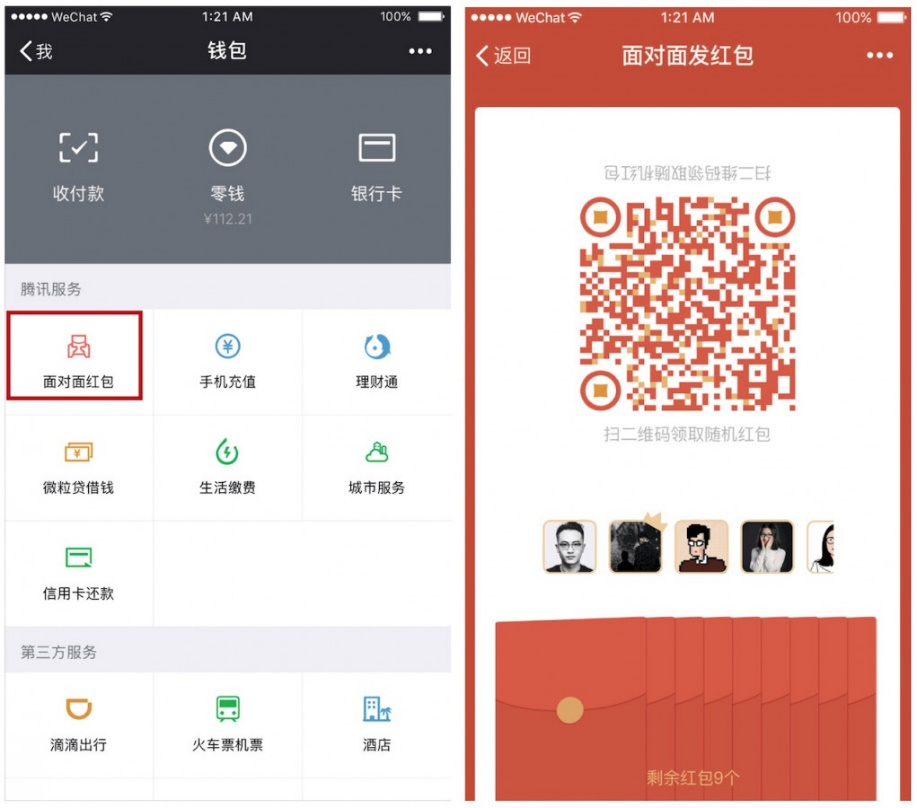 WeChat
1:21 AM
100%
我
钱包
收付款
零钱
银行卡
¥112.21
腾讯服务
面对面红包
手机充值
理财通
微粒贷借钱
生活缴费
城市服务
信用卡还款
第三方服务
滴滴出行
火车票机票
酒店
WeChat
1:21 AM
100%
返回
面对面发红包
扫二维码领取随机红包
扫二维码领取随机红包
剩余红包9个